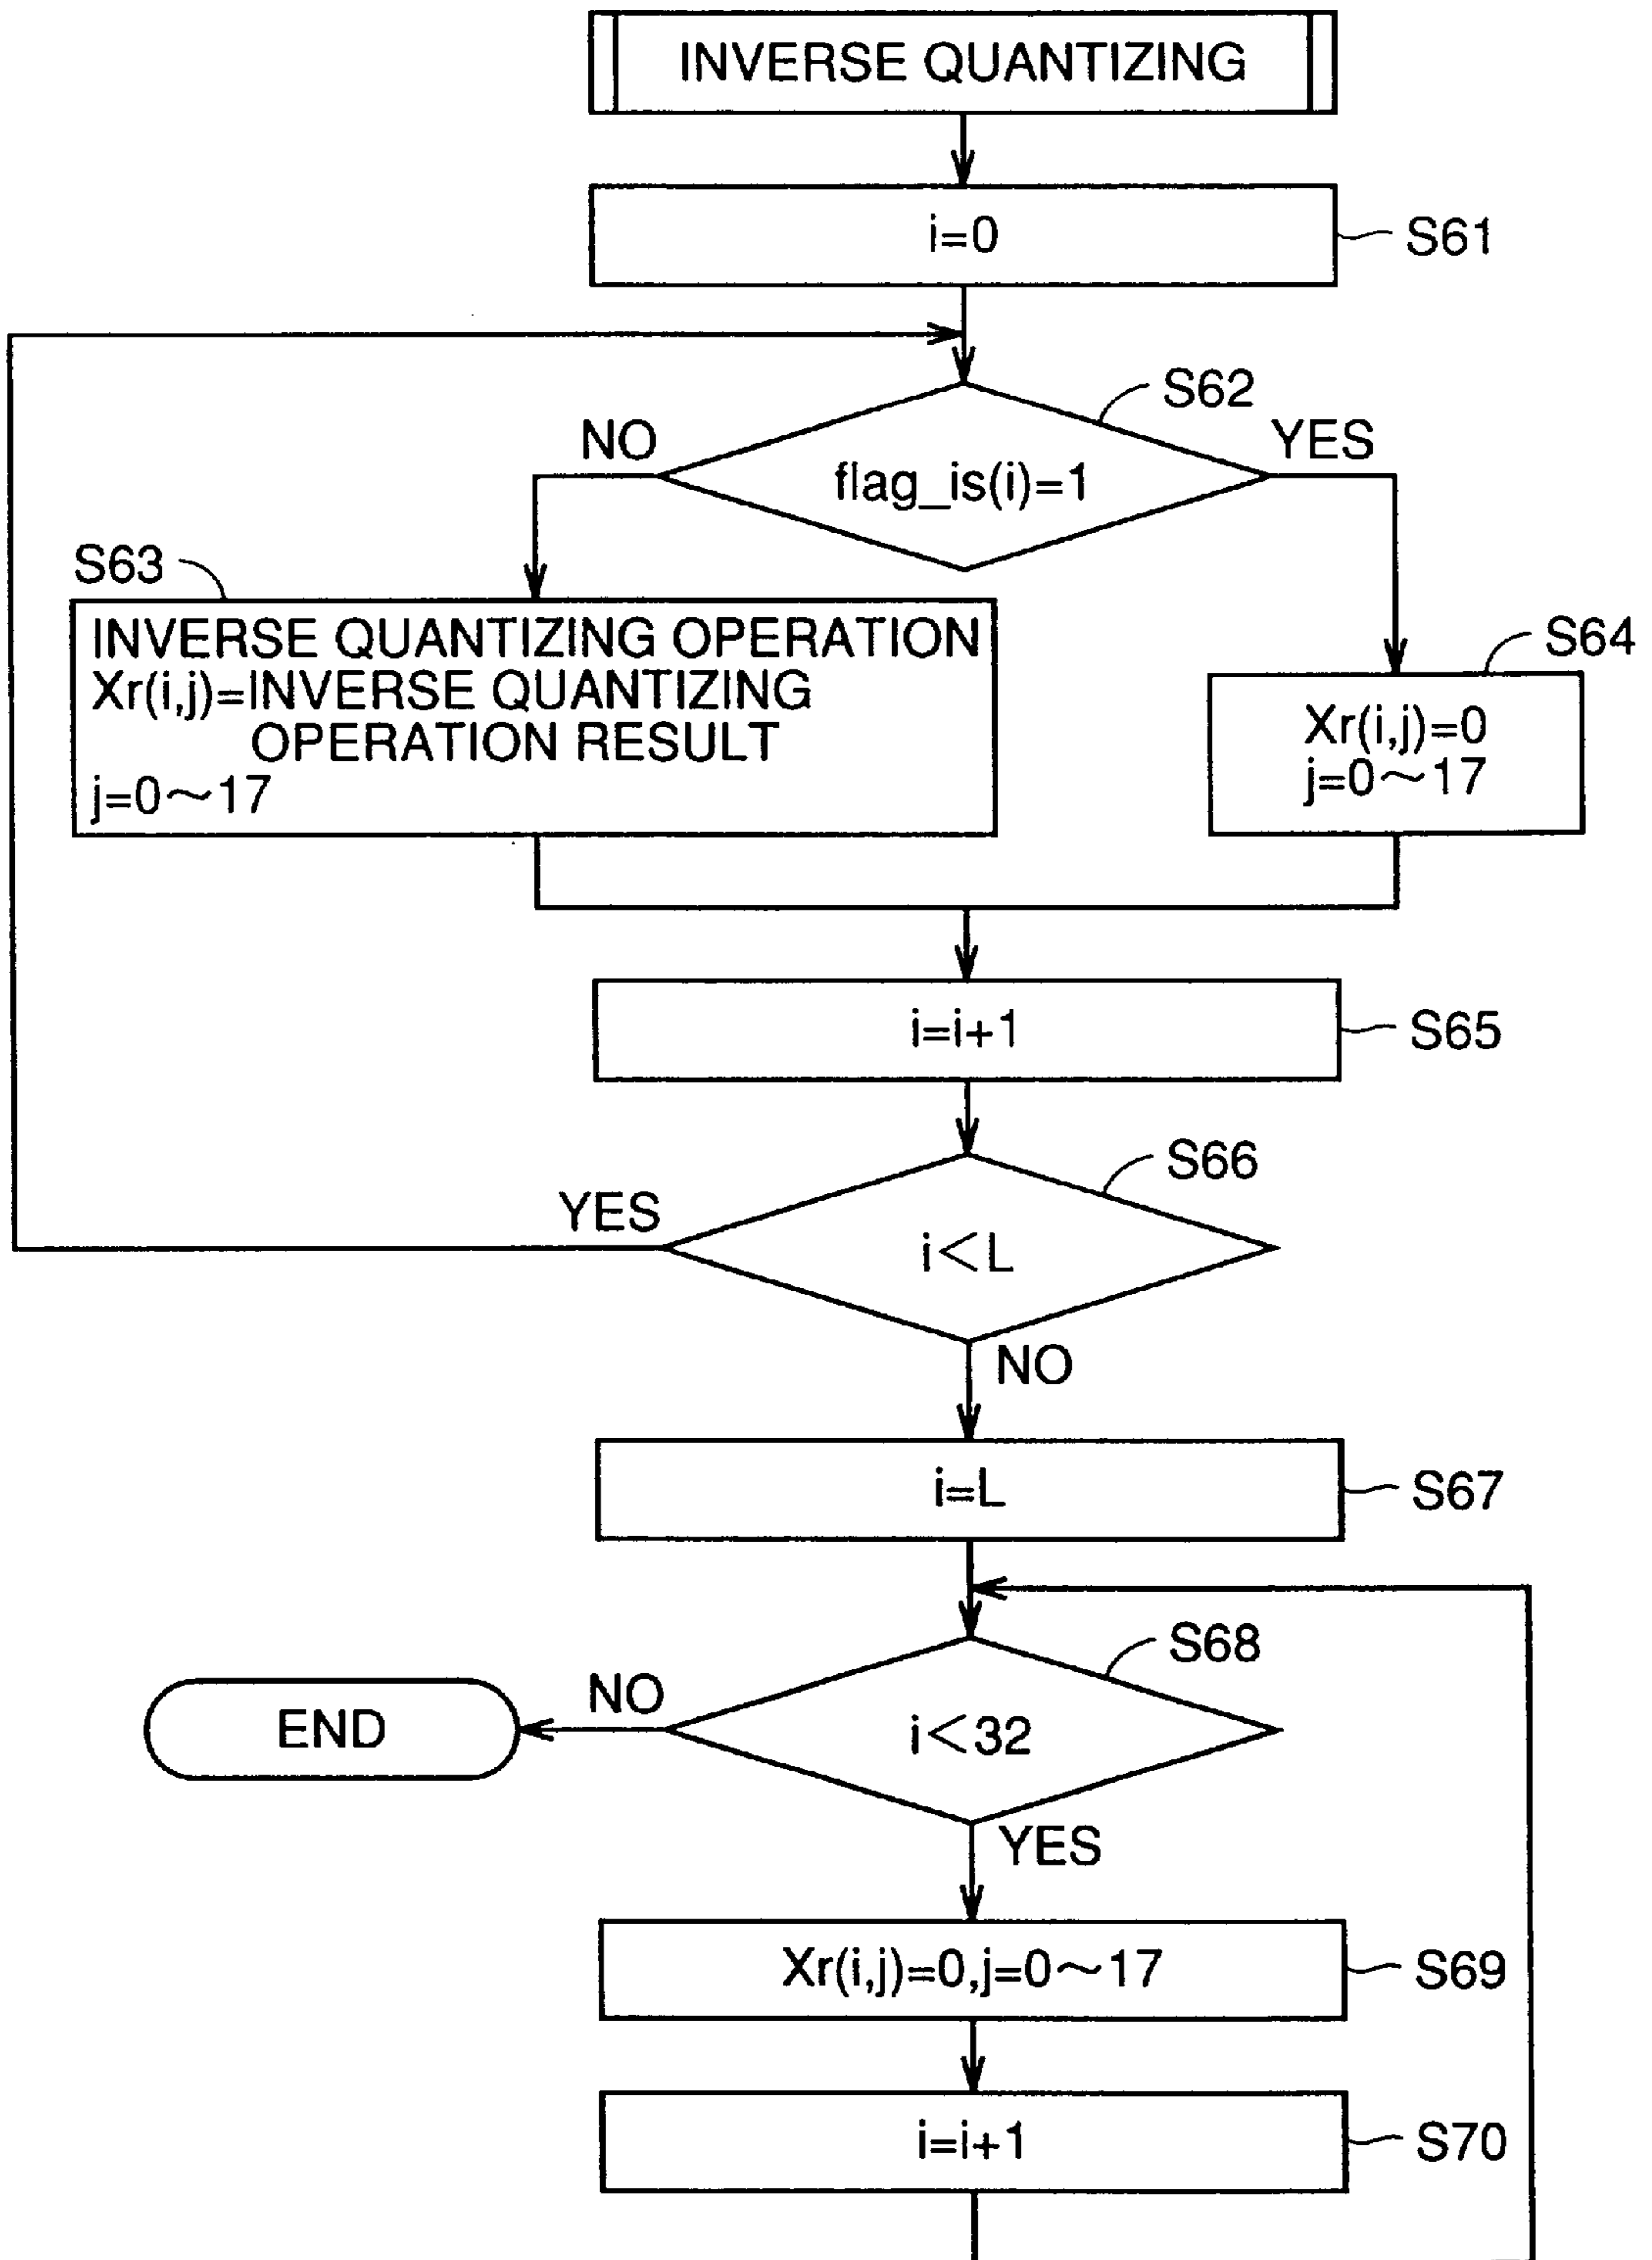 INVERSE QUANTIZING
i=0
S61
S62
NO
YES
flag_is(i)=1
S63
INVERSE QUANTIZING OPERATION
Xr(i,j)=INVERSE QUANTIZING
OPERATION RESULT
j=0～17
S64
Xr(i,j)=0
j=0～17
i=i+1
S65
S66
YES
i<L
NO
i=L
S67
S68
NO
END
i<32
YES
Xr(i,j)=0,j=0～17
S69
i=i+1
S70